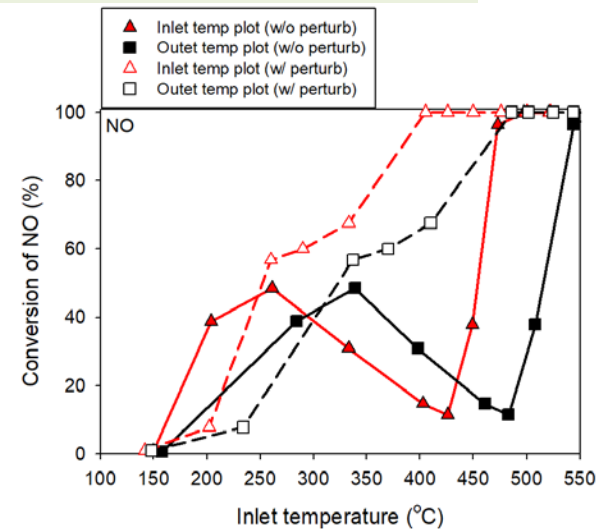 Inlet temp plot (w/o perturb)
Outet temp plot (w/o perturb)
Inlet temp plot (w/ perturb)
Outet temp plot (w/ perturb)
NO
100
80
60
40
20
0
Conversion of NO (%)
100 150 200 250 300 350 400 450 500 550
Inlet temperature (°C)